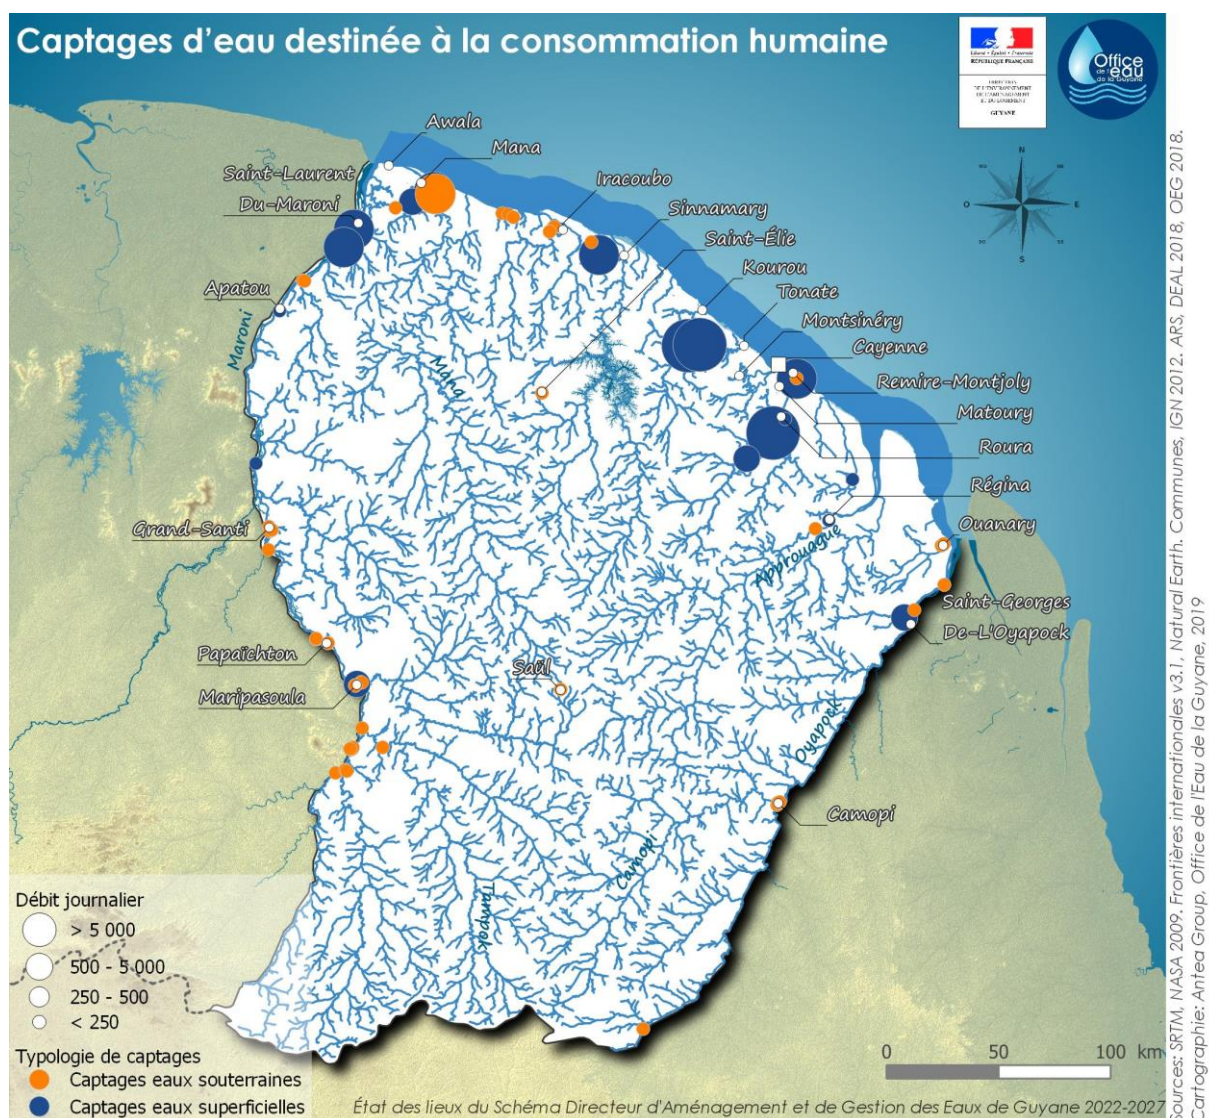 Captages d'eau destinée à la consommation humaine
Liberté • Égalité • Fraternité
RÉPUBLIQUE FRANÇAISE
GUYANE
Office
de l'eau
de la Guyane
N
O
E
S
Awala
Mana
Saint-Laurent
Du-Maroni
Iracoubo
Sinnamary
Saint-Élie
Kourou
Tonate
Montsinéry
Cayenne
Remire-Montjoly
Matoury
Roura
Régina
Ouanary
Apatou
Maroni
Mana
Grand-Santi
Approuague
Saint-Georges
De-L'Oyapock
Papaïchton
Saül
Maripasoula
Oyapock
Camopi
Camopi
Tampok
Débit journalier
> 5 000
500 - 5 000
250 - 500
< 250
Typologie de captages
Captages eaux souterraines
Captages eaux superficielles
0 50 100 km
État des lieux du Schéma Directeur d'Aménagement et de Gestion des Eaux de Guyane 2022-2027
Sources: SRTM, NASA 2009. Frontières internationales v3.1, Natural Earth. Communes, IGN 2012. ARS, DEAL 2018, OEG 2018.
Cartographie: Antea Group, Office de l'Eau de la Guyane, 2019